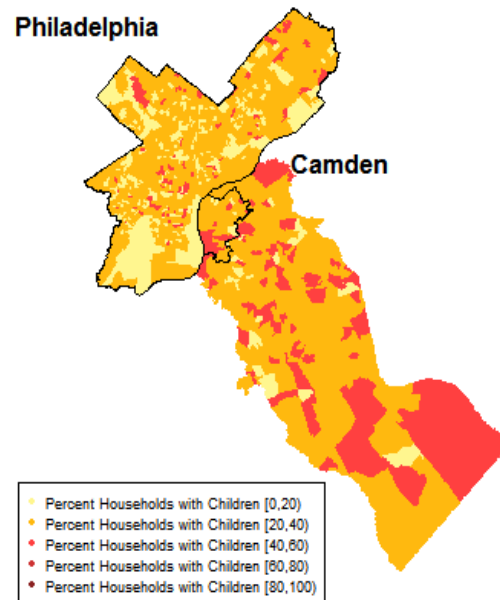 Philadelphia
Camden
Percent Households with Children [0,20)
Percent Households with Children [20,40)
Percent Households with Children [40,60)
Percent Households with Children [60,80)
Percent Households with Children [80,100)